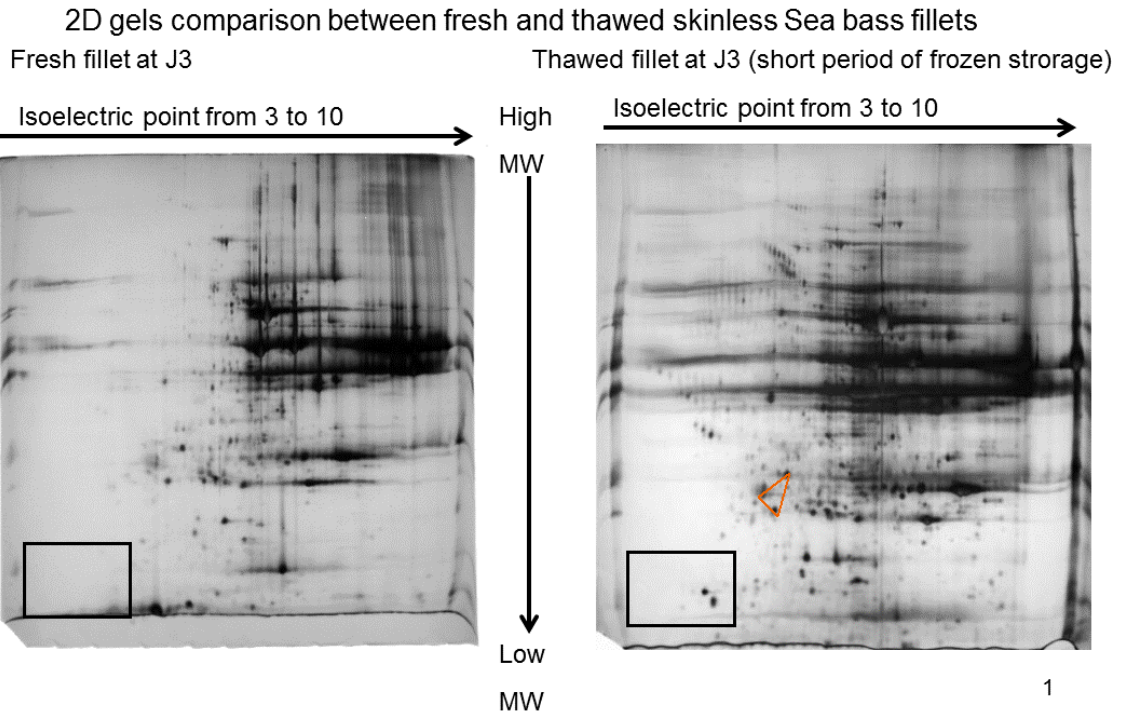 2D gels comparison between fresh and thawed skinless Sea bass fillets
Fresh fillet at J3
Thawed fillet at J3 (short period of frozen strorage)
Isoelectric point from 3 to 10
High
MW
Isoelectric point from 3 to 10
Low
MW
1